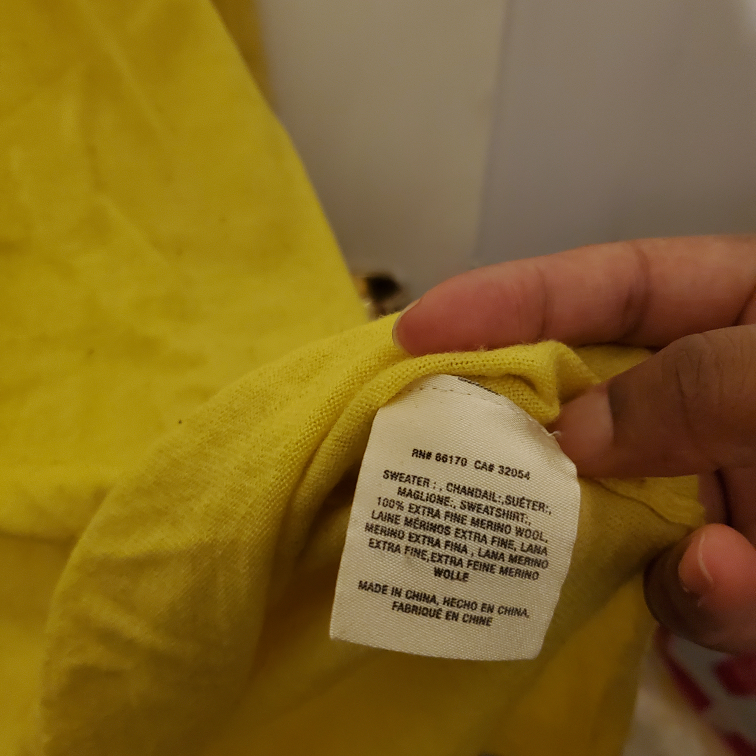 RN# 66170 CA# 32054
SWEATER : , CHANDAIL:,SUÉTER:,
MAGLIONE:, SWEATSHIRT:,
100% EXTRA FINE MERINO WOOL,
LAINE MÉRINOS EXTRA FINE, LANA
MERINO EXTRA FINA , LANA MERINO
EXTRA FINE,EXTRA FEINE MERINO
WOLLE
MADE IN CHINA, HECHO EN CHINA,
FABRIQUÉ EN CHINE